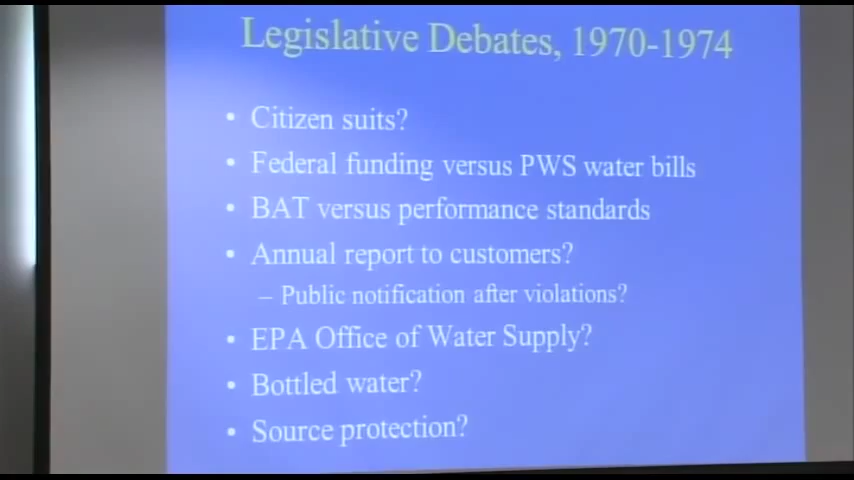 Legislative Debates, 1970-1974
• Citizen suits?
• Federal funding versus PWS water bills
• BAT versus performance standards
• Annual report to customers?
– Public notification after violations?
• EPA Office of Water Supply?
• Bottled water?
• Source protection?